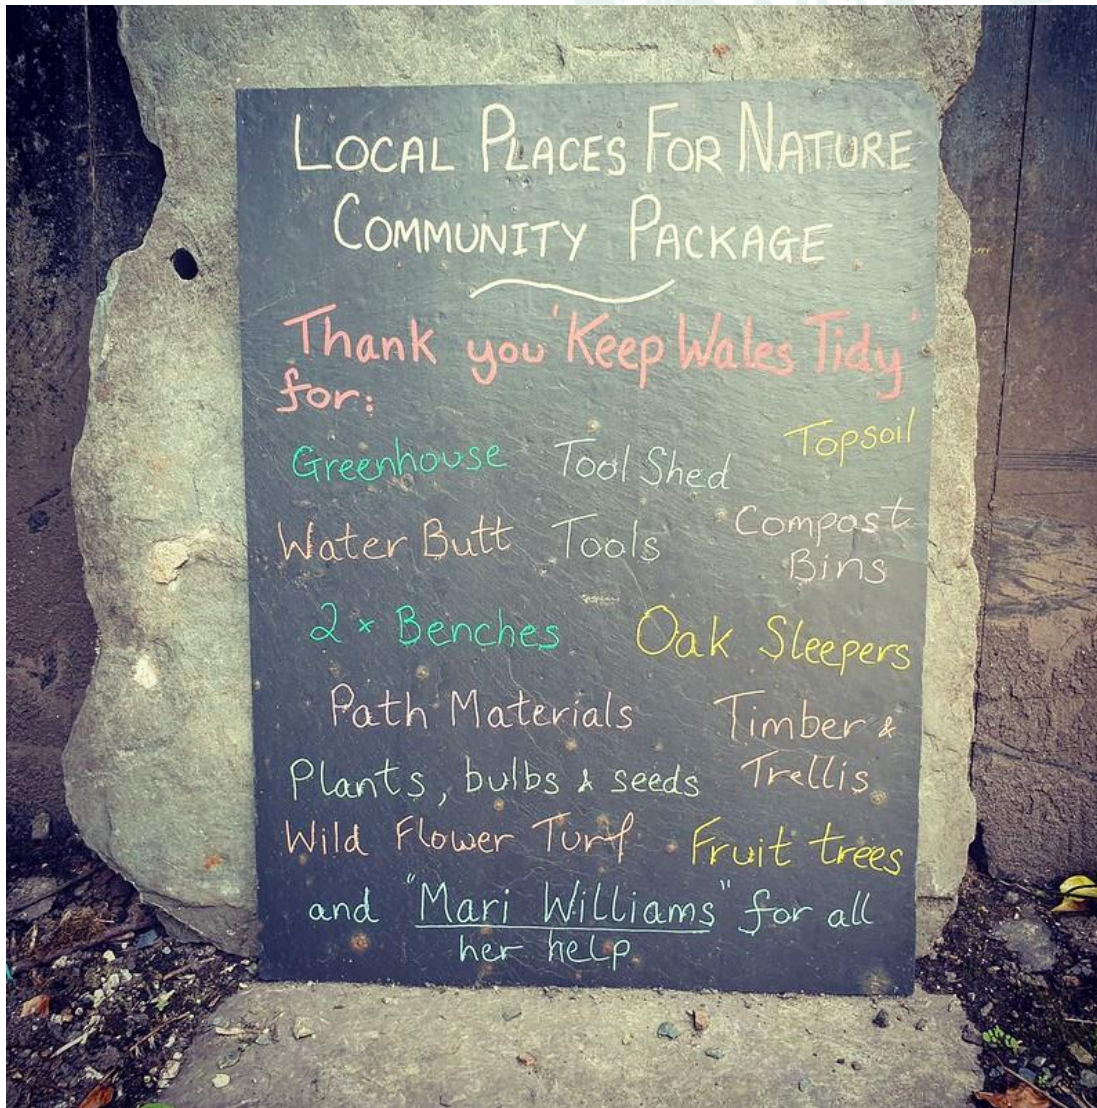 LOCAL PLACES FOR NATURE
COMMUNITY PACKAGE
Thank you 'Keep Wales Tidy'
for:
Greenhouse Tool Shed Topsoil
Water Butt Tools Compost
Bins
2 x Benches Oak Sleepers
Path Materials Timber &
Plants, bulbs & seeds Trellis
Wild Flower Turf Fruit trees
and "Mari Williams" for all
her help